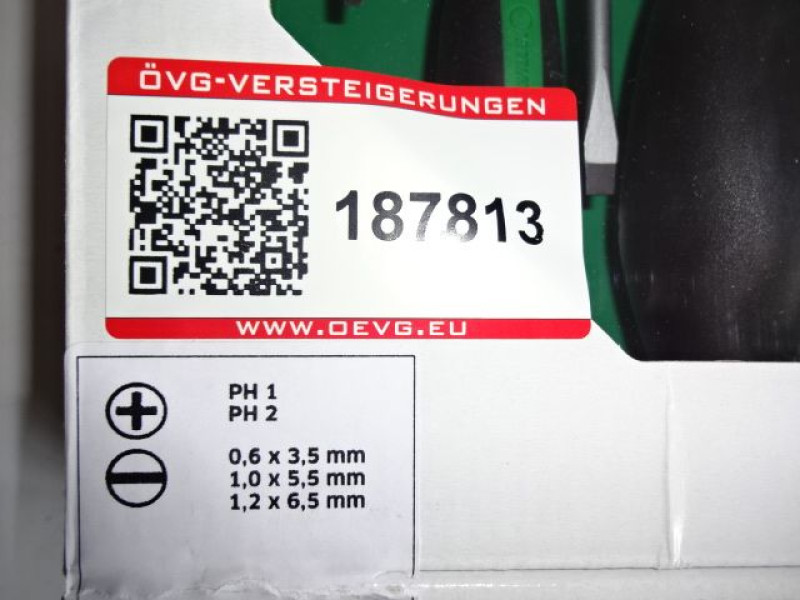 ÖVG-VERSTEIGERUNGEN
187813
WWW.OEVG.EU
PH 1
PH 2
0,6 x 3,5 mm
1,0 x 5,5 mm
1,2 x 6,5 mm